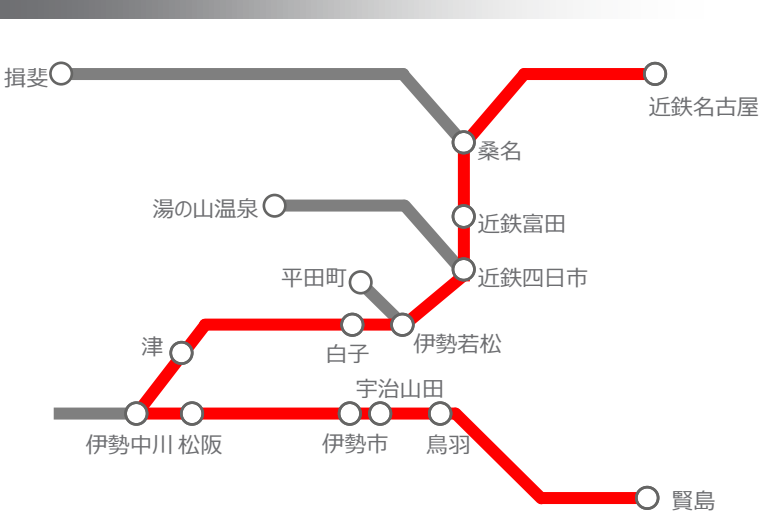 揖斐
近鉄名古屋
桑名
湯の山温泉
近鉄富田
平田町
近鉄四日市
津
白子
伊勢若松
宇治山田
伊勢中川
松阪
伊勢市
鳥羽
賢島